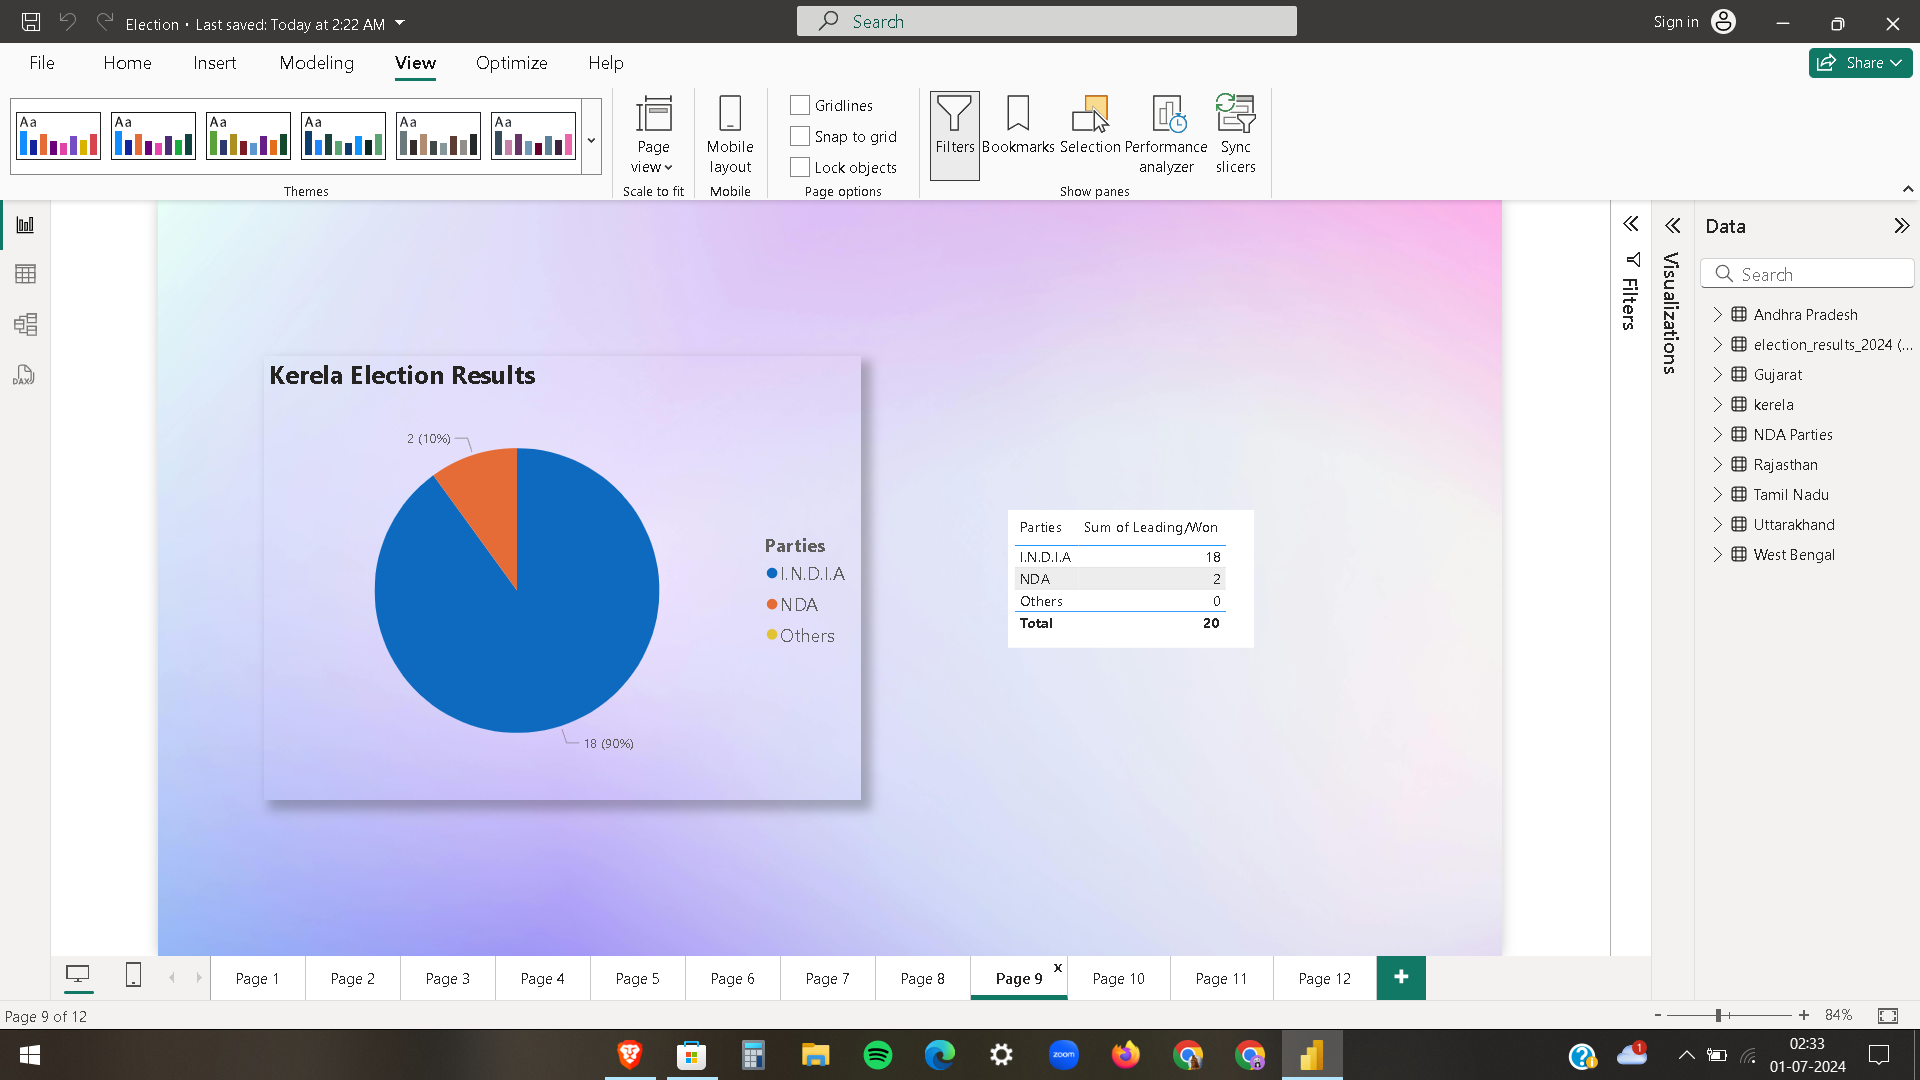 Election • Last saved: Today at 2:22 AM
Search
Sign in
File Home Insert Modeling View Optimize Help
Share
Aa Aa Aa Aa Aa Aa
Themes
Page view
Scale to fit
Mobile layout
Mobile
Gridlines
Snap to grid
Lock objects
Page options
Filters
Bookmarks
Selection
Performance analyzer
Sync slicers
Show panes
DAX
Kerela Election Results
2 (10%)
18 (90%)
Parties
I.N.D.I.A
NDA
Others
Parties Sum of Leading/Won
I.N.D.I.A 18
NDA 2
Others 0
Total 20
Filters
Visualizations
Data
Search
Andhra Pradesh
election_results_2024 (...
Gujarat
kerela
NDA Parties
Rajasthan
Tamil Nadu
Uttarakhand
West Bengal
Page 1 Page 2 Page 3 Page 4 Page 5 Page 6 Page 7 Page 8 Page 9 x Page 10 Page 11 Page 12 +
Page 9 of 12
- + 84%
zoom
1
02:33
01-07-2024